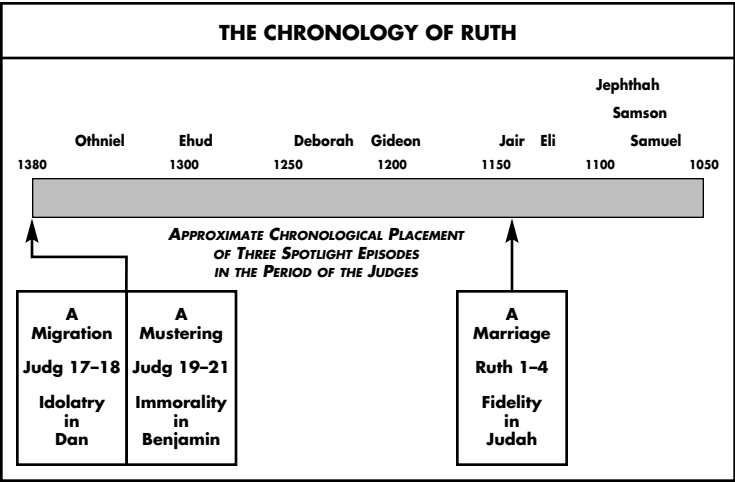 THE CHRONOLOGY OF RUTH
Jephthah
Samson
Othniel Ehud Deborah Gideon Jair Eli Samuel
1380 1300 1250 1200 1150 1100 1050
APPROXIMATE CHRONOLOGICAL PLACEMENT
OF THREE SPOTLIGHT EPISODES
IN THE PERIOD OF THE JUDGES
A
Migration
Judg 17–18
Idolatry
in
Dan
A
Mustering
Judg 19–21
Immorality
in
Benjamin
A
Marriage
Ruth 1–4
Fidelity
in
Judah